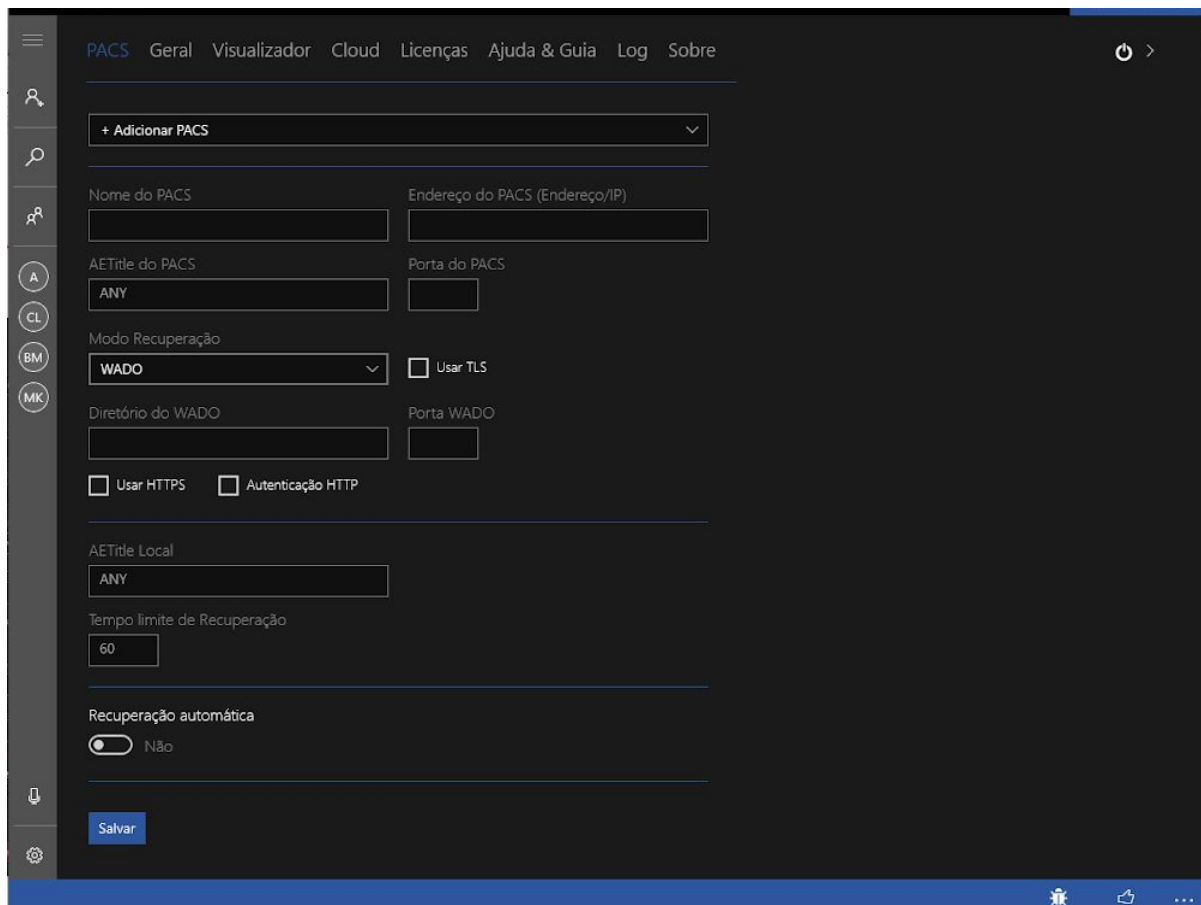 PACS Geral Visualizador Cloud Licenças Ajuda & Guia Log Sobre
+ Adicionar PACS
Nome do PACS Endereço do PACS (Endereço/IP)
AETitle do PACS Porta do PACS
ANY
Modo Recuperação
WADO Usar TLS
Diretório do WADO Porta WADO
Usar HTTPS Autenticação HTTP
AETitle Local
ANY
Tempo limite de Recuperação
60
Recuperação automática
Não
Salvar
A
CL
BM
MK